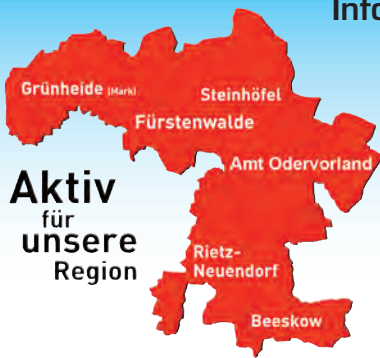 Info
Grünheide (Mark)
Steinhöfel
Fürstenwalde
Amt Odervorland
Aktiv
für
unsere
Region
Rietz-
Neuendorf
Beeskow